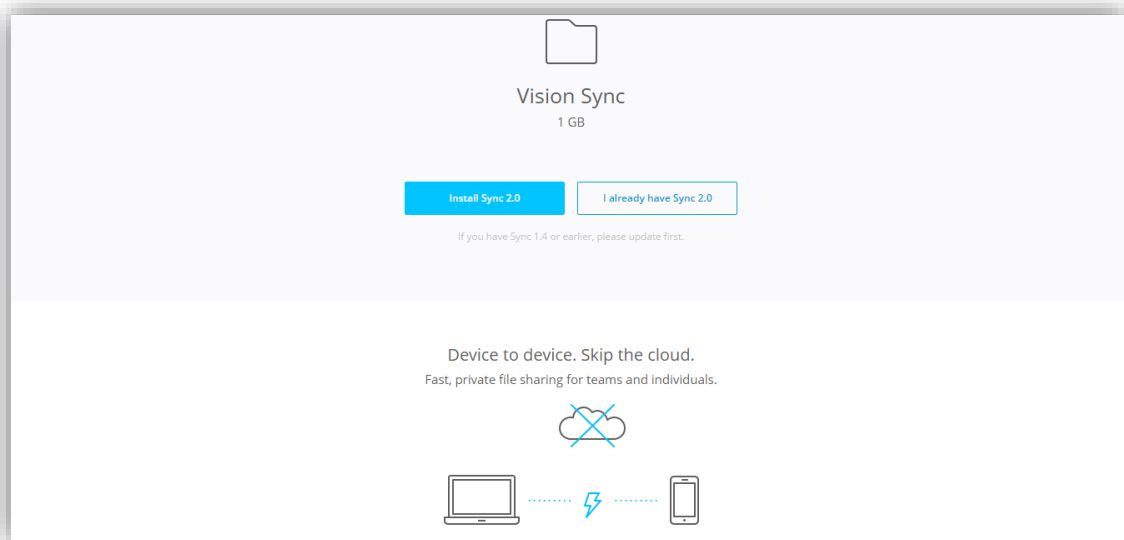 Vision Sync
1 GB
Install Sync 2.0
I already have Sync 2.0
If you have Sync 1.4 or earlier, please update first.
Device to device. Skip the cloud.
Fast, private file sharing for teams and individuals.